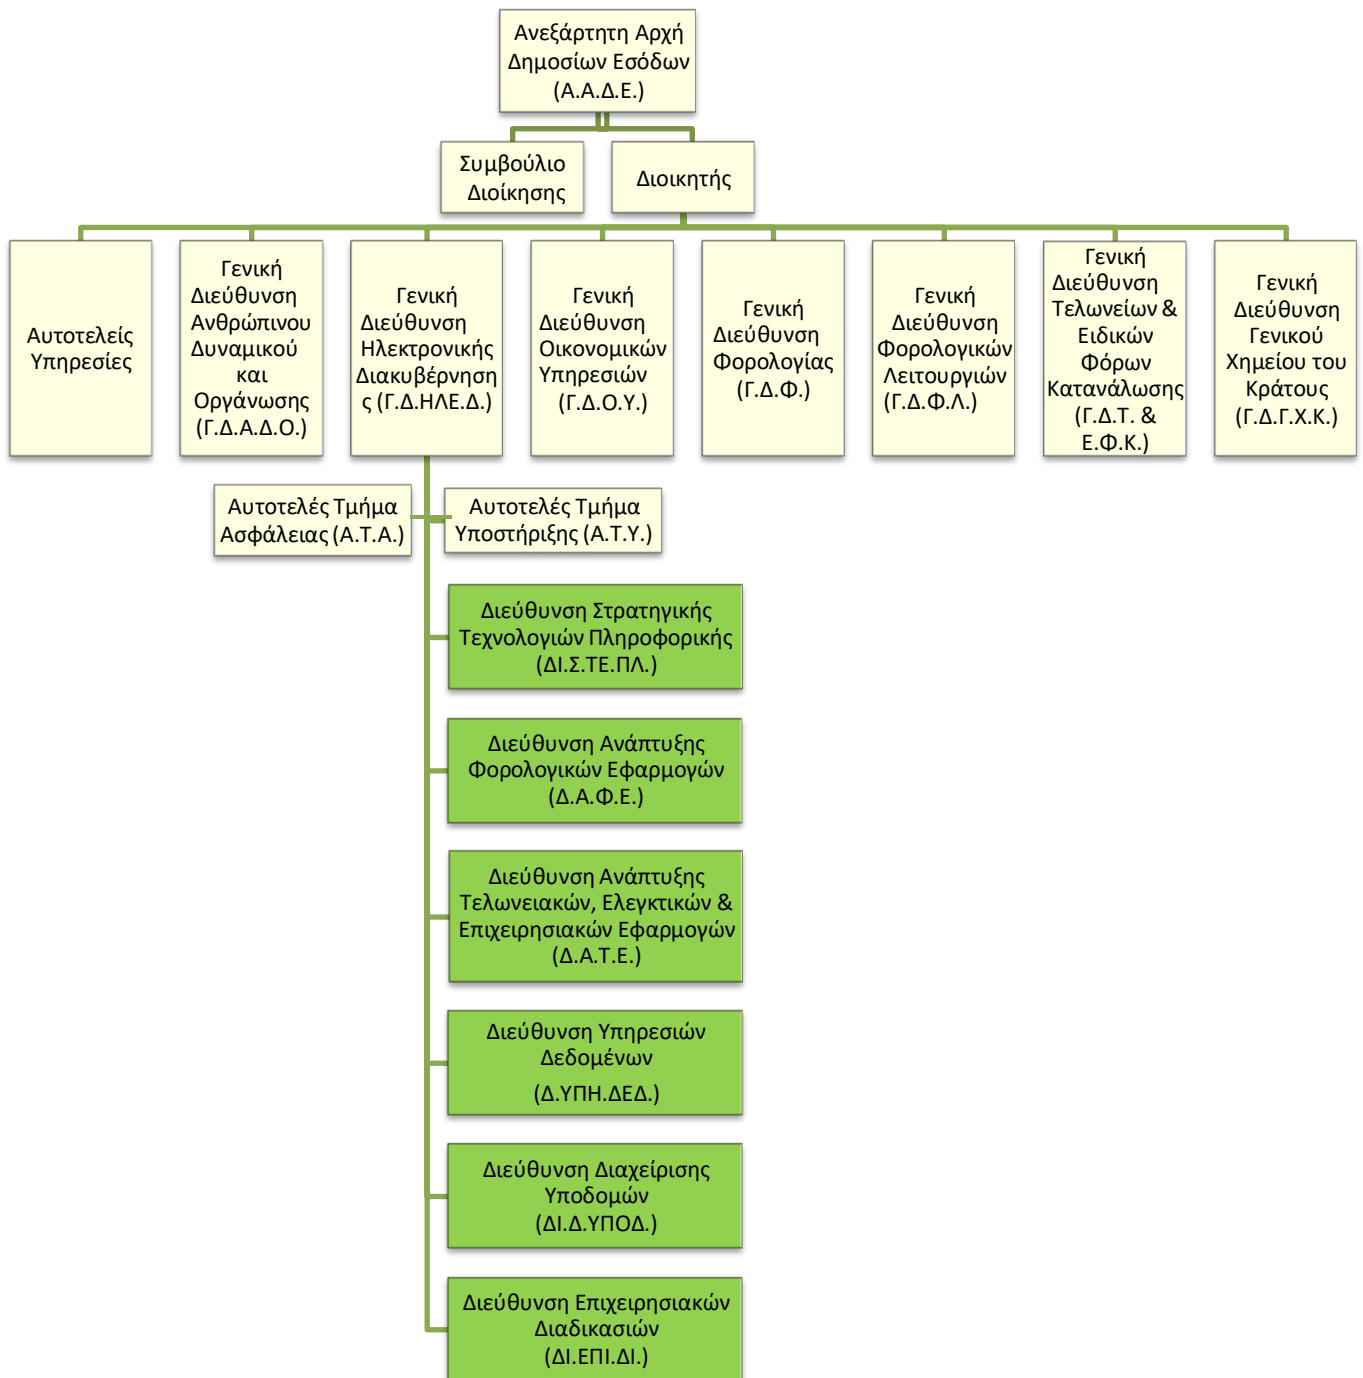 Ανεξάρτητη Αρχή
Δημοσίων Εσόδων
(Α.Α.Δ.Ε.)
Συμβούλιο
Διοίκησης
Διοικητής
Αυτοτελείς
Υπηρεσίες
Γενική
Διεύθυνση
Ανθρώπινου
Δυναμικού
και
Οργάνωσης
(Γ.Δ.Α.Δ.Ο.)
Γενική
Διεύθυνση
Ηλεκτρονικής
Διακυβέρνηση
ς (Γ.Δ.ΗΛΕ.Δ.)
Γενική
Διεύθυνση
Οικονομικών
Υπηρεσιών
(Γ.Δ.Ο.Υ.)
Γενική
Διεύθυνση
Φορολογίας
(Γ.Δ.Φ.)
Γενική
Διεύθυνση
Φορολογικών
Λειτουργιών
(Γ.Δ.Φ.Λ.)
Γενική
Διεύθυνση
Τελωνείων &
Ειδικών
Φόρων
Κατανάλωσης
(Γ.Δ.Τ. &
Ε.Φ.Κ.)
Γενική
Διεύθυνση
Γενικού
Χημείου του
Κράτους
(Γ.Δ.Γ.Χ.Κ.)
Αυτοτελές Τμήμα
Ασφάλειας (Α.Τ.Α.)
Αυτοτελές Τμήμα
Υποστήριξης (Α.Τ.Υ.)
Διεύθυνση Στρατηγικής
Τεχνολογιών Πληροφορικής
(ΔΙ.Σ.ΤΕ.ΠΛ.)
Διεύθυνση Ανάπτυξης
Φορολογικών Εφαρμογών
(Δ.Α.Φ.Ε.)
Διεύθυνση Ανάπτυξης
Τελωνειακών, Ελεγκτικών &
Επιχειρησιακών Εφαρμογών
(Δ.Α.Τ.Ε.)
Διεύθυνση Υπηρεσιών
Δεδομένων
(Δ.ΥΠΗ.ΔΕΔ.)
Διεύθυνση Διαχείρισης
Υποδομών
(ΔΙ.Δ.ΥΠΟΔ.)
Διεύθυνση Επιχειρησιακών
Διαδικασιών
(ΔΙ.ΕΠΙ.ΔΙ.)